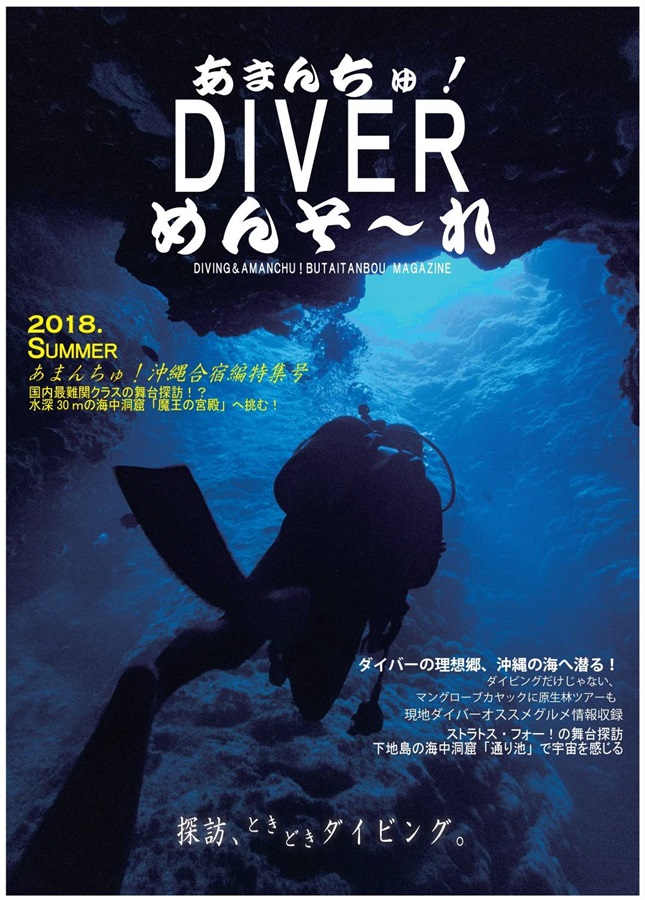 あまんちゅ！
DIVER
めんそ〜れ
DIVING&AMANCHU！BUTAITANBOU MAGAZINE
2018.
SUMMER
あまんちゅ！沖縄合宿編特集号
国内最難関クラスの舞台探訪！？
水深30mの海中洞窟「魔王の宮殿」へ挑む！
ダイバーの理想郷、沖縄の海へ潜る！
ダイビングだけじゃない、
マングローブカヤックに原生林ツアーも
現地ダイバーオススメグルメ情報収録
ストラトス・フォー！の舞台探訪
下地島の海中洞窟「通り池」で宇宙を感じる
探訪、ときどきダイビング。